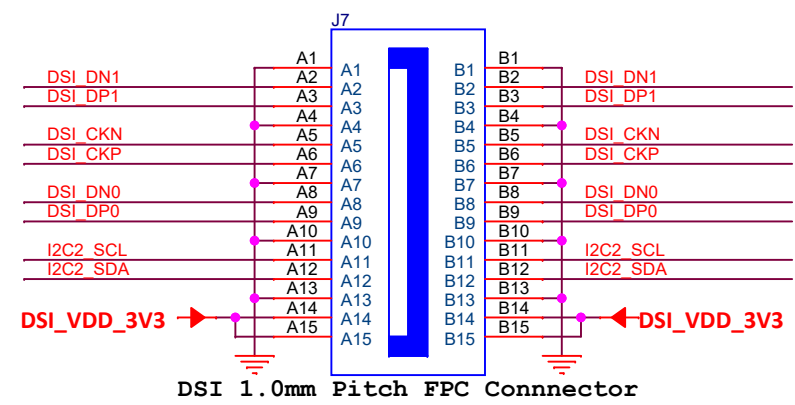 J7
A1 A1 B1 B1
DSI_DN1 A2 A2 B2 B2 DSI_DN1
DSI_DP1 A3 A3 B3 B3 DSI_DP1
A4 A4 B4 B4
DSI_CKN A5 A5 B5 B5 DSI_CKN
DSI_CKP A6 A6 B6 B6 DSI_CKP
A7 A7 B7 B7
DSI_DN0 A8 A8 B8 B8 DSI_DN0
DSI_DP0 A9 A9 B9 B9 DSI_DP0
A10 A10 B10 B10
I2C2_SCL A11 A11 B11 B11 I2C2_SCL
I2C2_SDA A12 A12 B12 B12 I2C2_SDA
A13 A13 B13 B13
DSI_VDD_3V3 A14 A14 B14 B14 DSI_VDD_3V3
A15 A15 B15 B15
DSI 1.0mm Pitch FPC Connnector